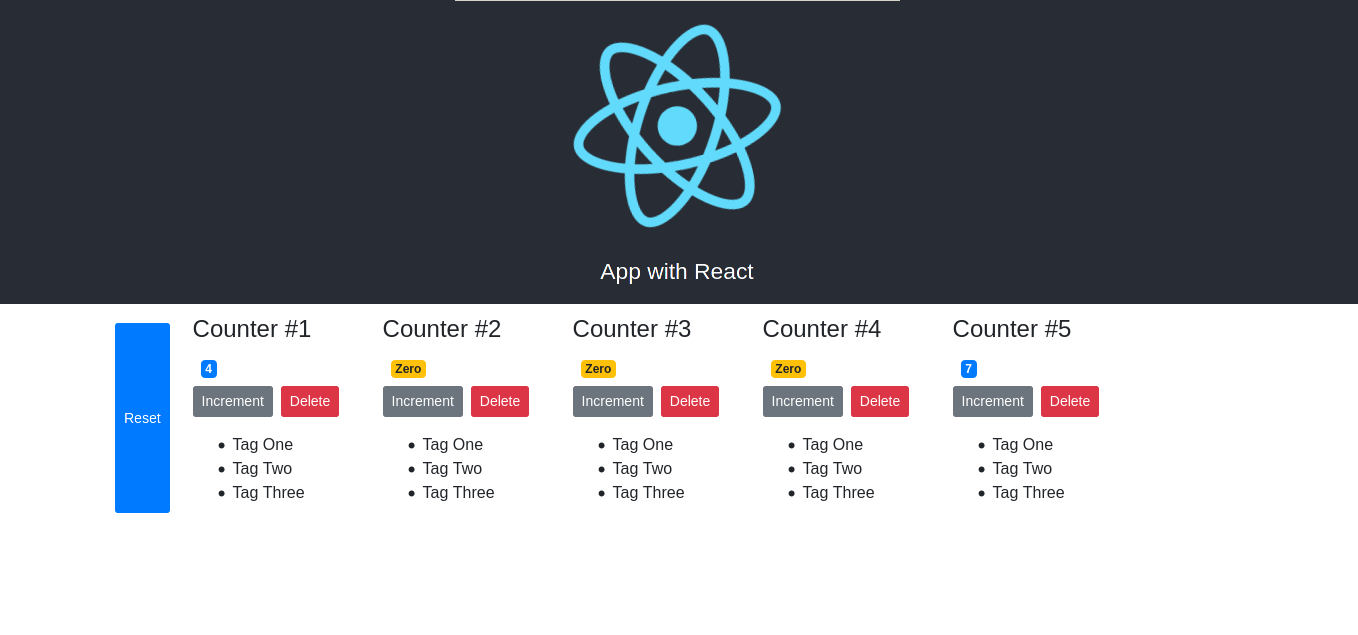 App with React
Reset
Counter #1
4
Increment Delete
Tag One
Tag Two
Tag Three
Counter #2
Zero
Increment Delete
Tag One
Tag Two
Tag Three
Counter #3
Zero
Increment Delete
Tag One
Tag Two
Tag Three
Counter #4
Zero
Increment Delete
Tag One
Tag Two
Tag Three
Counter #5
7
Increment Delete
Tag One
Tag Two
Tag Three